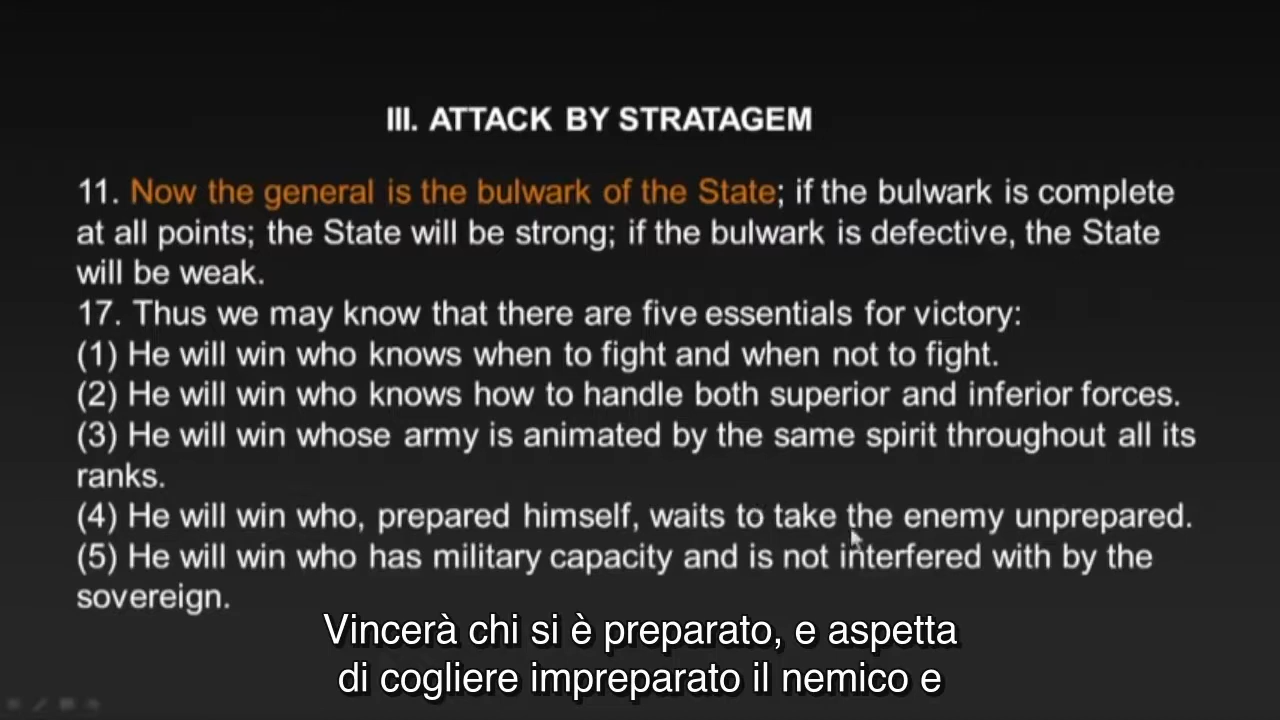 III. ATTACK BY STRATAGEM
11. Now the general is the bulwark of the State; if the bulwark is complete
at all points; the State will be strong; if the bulwark is defective, the State
will be weak.
17. Thus we may know that there are five essentials for victory:
(1) He will win who knows when to fight and when not to fight.
(2) He will win who knows how to handle both superior and inferior forces.
(3) He will win whose army is animated by the same spirit throughout all its
ranks.
(4) He will win who, prepared himself, waits to take the enemy unprepared.
(5) He will win who has military capacity and is not interfered with by the
sovereign.
Vincerà chi si è preparato, e aspetta
di cogliere impreparato il nemico e